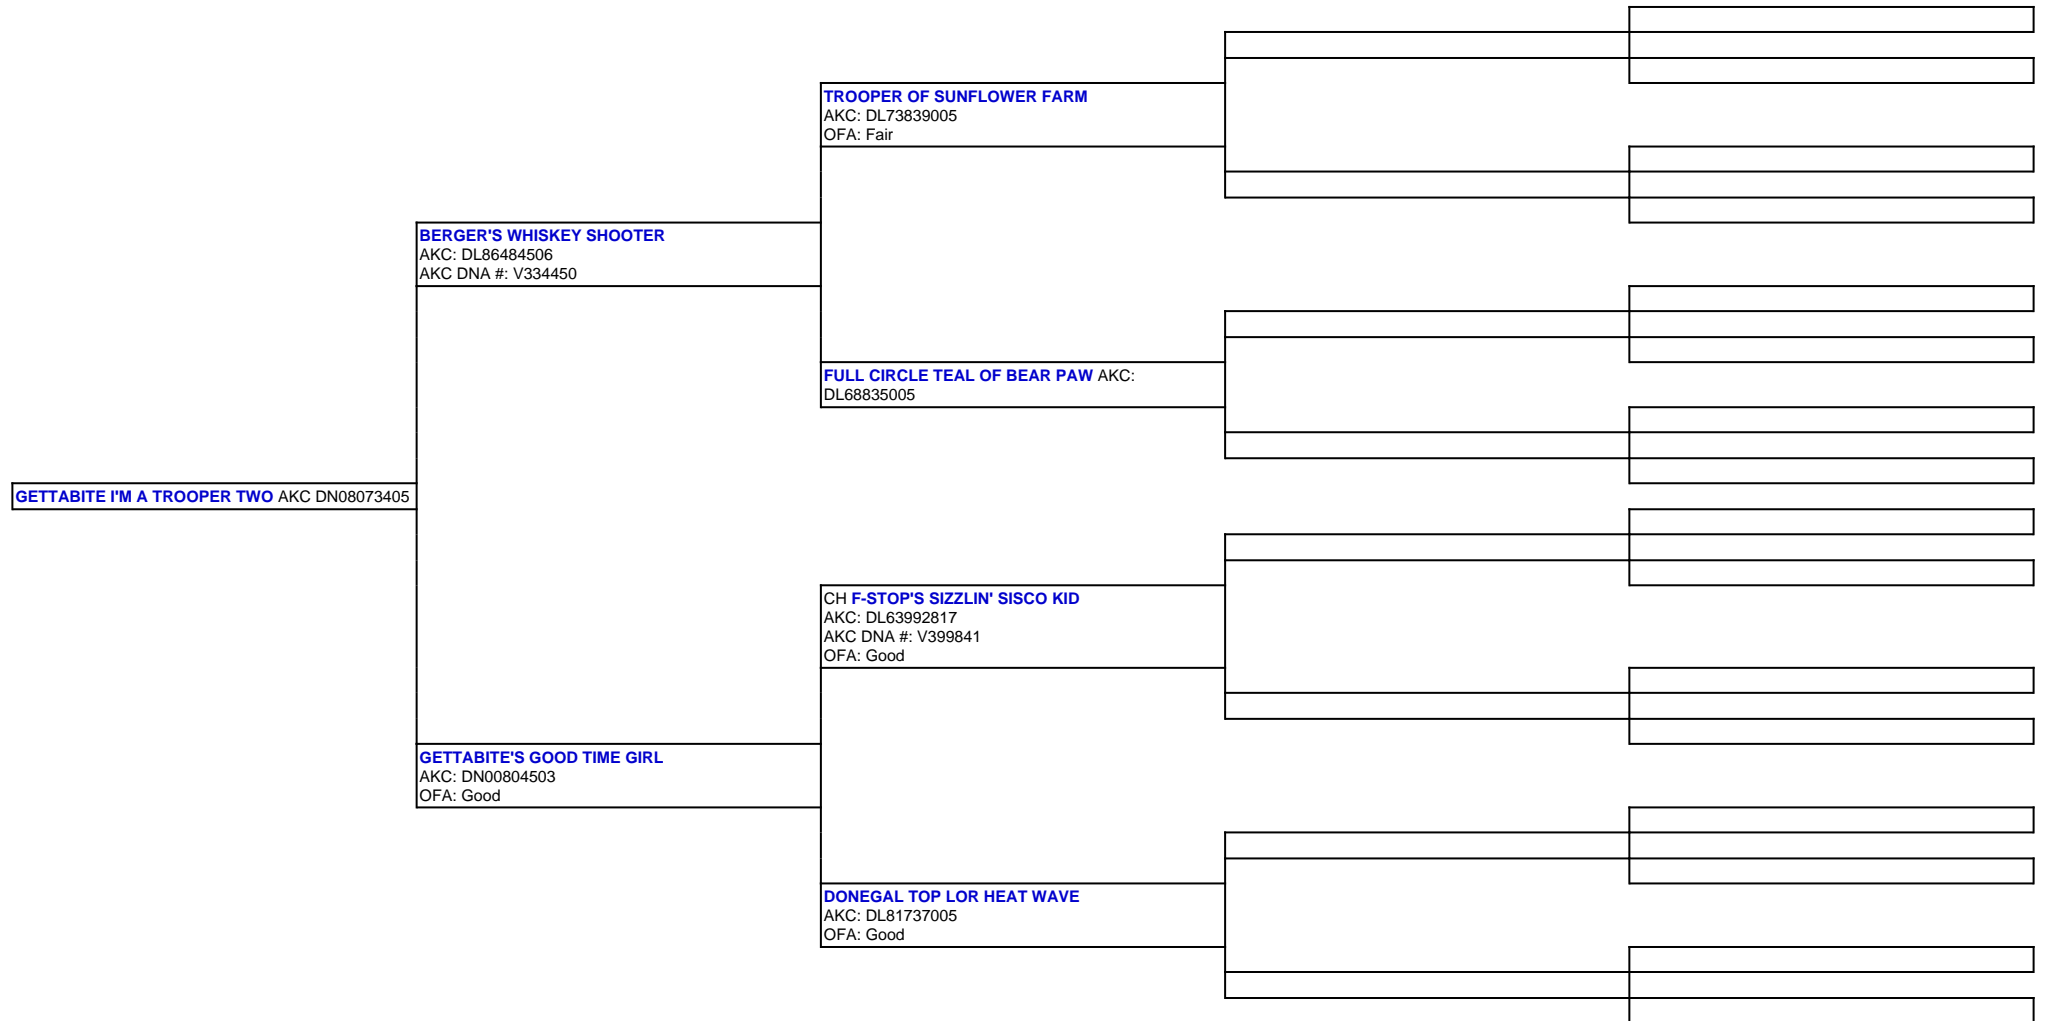 TROOPER OF SUNFLOWER FARM
AKC: DL73839005
OFA: Fair
BERGER'S WHISKEY SHOOTER
AKC: DL86484506
AKC DNA #: V334450
FULL CIRCLE TEAL OF BEAR PAW AKC:
DL68835005
GETTABITE I'M A TROOPER TWO AKC DN08073405
CH F-STOP'S SIZZLIN' SISCO KID
AKC: DL63992817
AKC DNA #: V399841
OFA: Good
GETTABITE'S GOOD TIME GIRL
AKC: DN00804503
OFA: Good
DONEGAL TOP LOR HEAT WAVE
AKC: DL81737005
OFA: Good